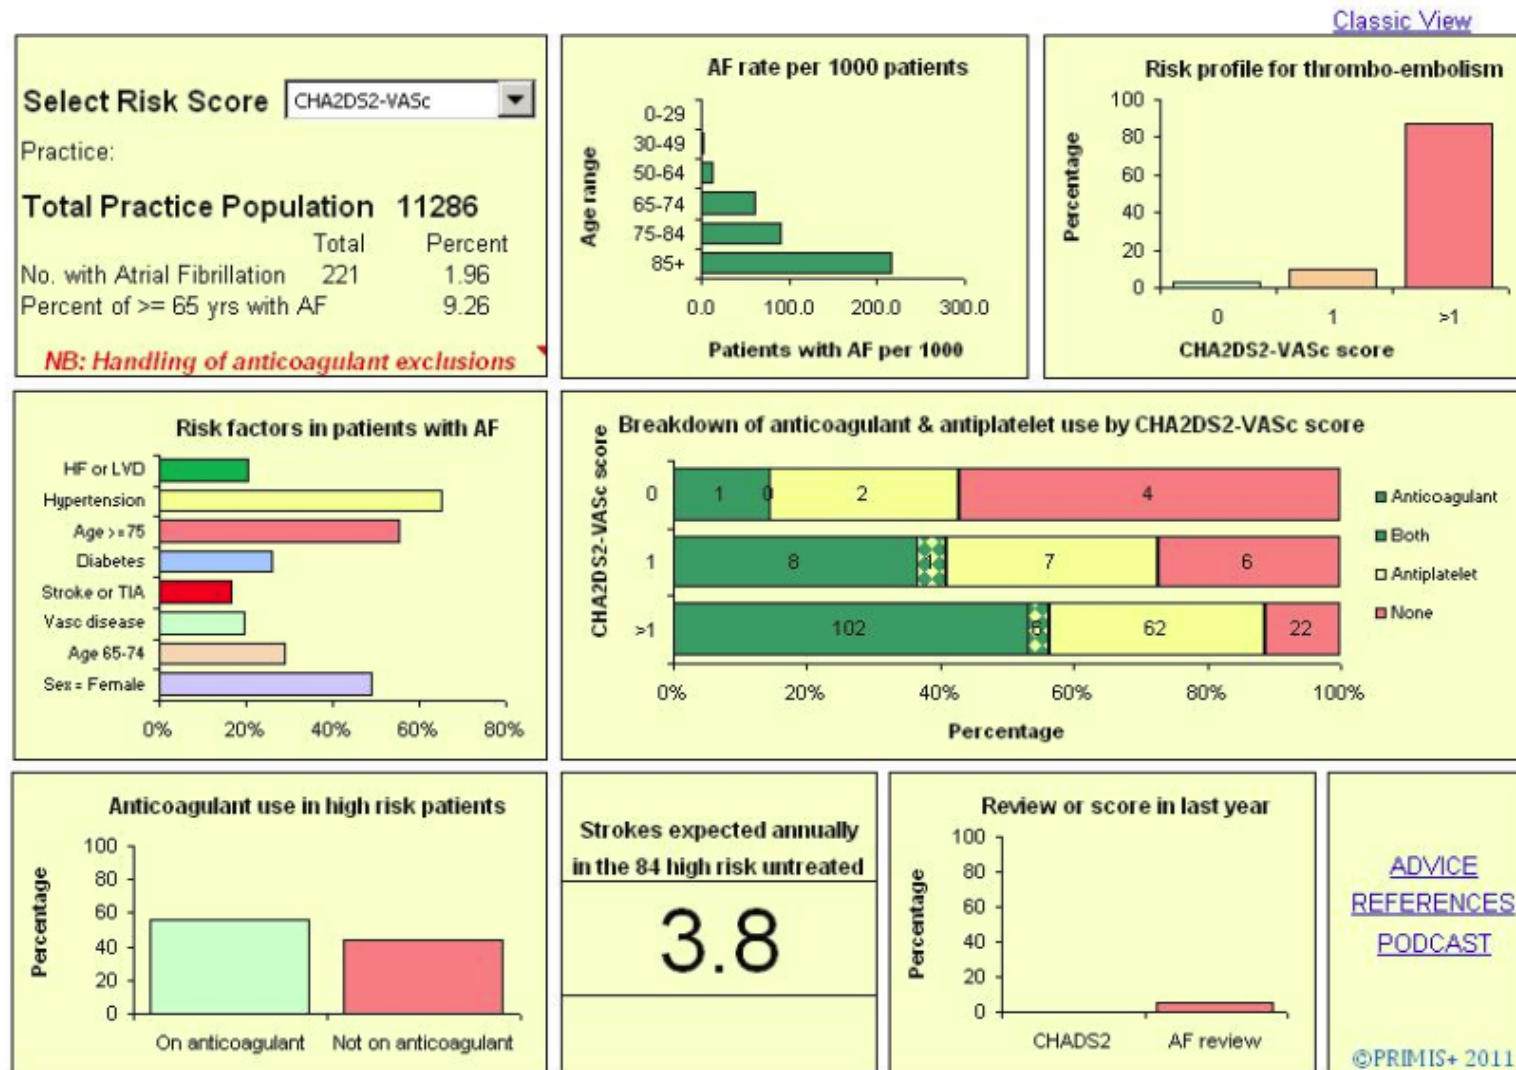 Classic View
Select Risk Score CHA2DS2-VASc
Practice:
Total Practice Population 11286
Total Percent
No. with Atrial Fibrillation 221 1.96
Percent of >= 65 yrs with AF 9.26
NB: Handling of anticoagulant exclusions
AF rate per 1000 patients
Age range
0-29
30-49
50-64
65-74
75-84
85+
0.0 100.0 200.0 300.0
Patients with AF per 1000
Risk profile for thrombo-embolism
Percentage
100
80
60
40
20
0
0 1 >1
CHA2DS2-VASc score
Risk factors in patients with AF
HF or LVD
Hypertension
Age >=75
Diabetes
Stroke or TIA
Vasc disease
Age 65-74
Sex = Female
0% 20% 40% 60% 80%
Breakdown of anticoagulant & antiplatelet use by CHA2DS2-VASc score
CHA2DS2-VASc score
0 1 0 2 4
1 8 1 7 6
>1 102 6 62 22
0% 20% 40% 60% 80% 100%
Percentage
Anticoagulant
Both
Antiplatelet
None
Anticoagulant use in high risk patients
Percentage
100
80
60
40
20
0
On anticoagulant Not on anticoagulant
Strokes expected annually
in the 84 high risk untreated
3.8
Review or score in last year
Percentage
100
80
60
40
20
0
CHADS2 AF review
ADVICE
REFERENCES
PODCAST
©PRIMIS+ 2011